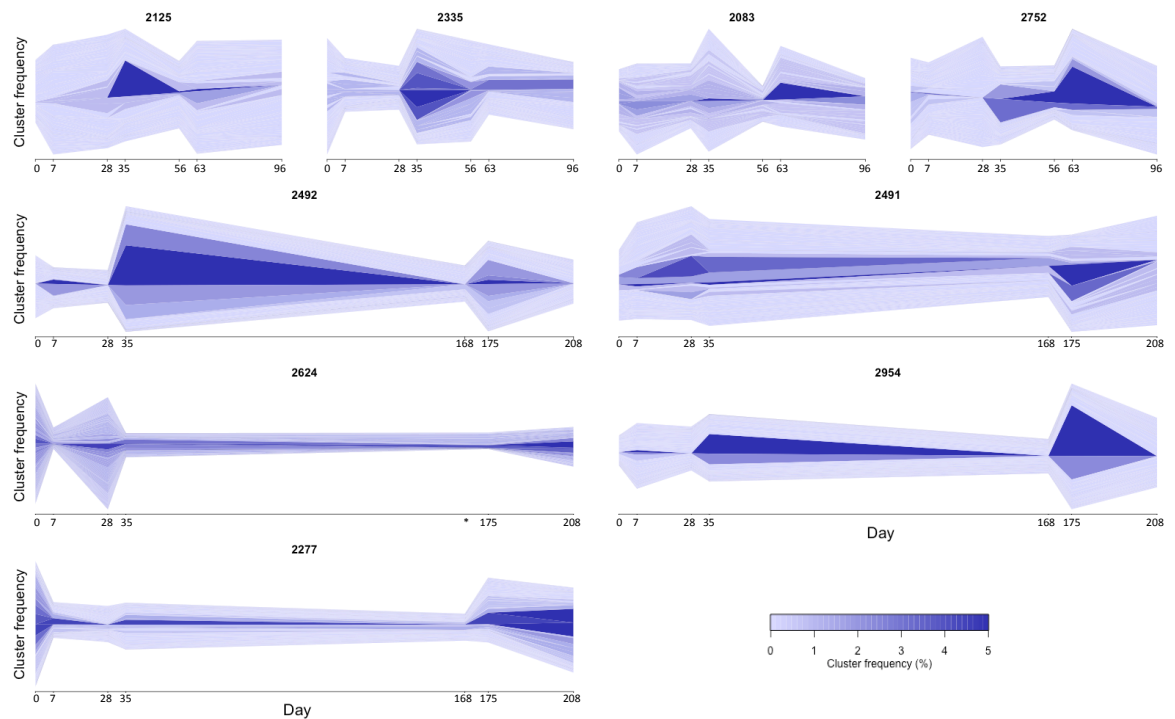 2125 2335 2083 2752
Cluster frequency
0 7 28 35 56 63 96 0 7 28 35 56 63 96 0 7 28 35 56 63 96 0 7 28 35 56 63 96
2492 2491
Cluster frequency
0 7 28 35 168 175 208 0 7 28 35 168 175 208
2624 2954
Cluster frequency
0 7 28 35 * 175 208 0 7 28 35 168 175 208
Day
2277
Cluster frequency
0 1 2 3 4 5
Cluster frequency (%)
0 7 28 35 168 175 208
Day